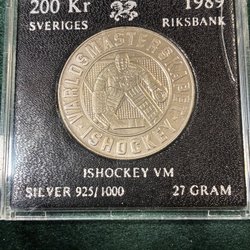 200 Kr 1989
SVERIGES RIKSBANK
VÄRLDSMÄSTERSKAPET
ISHOCKEY
ISHOCKEY VM
SILVER 925/1000 27 GRAM